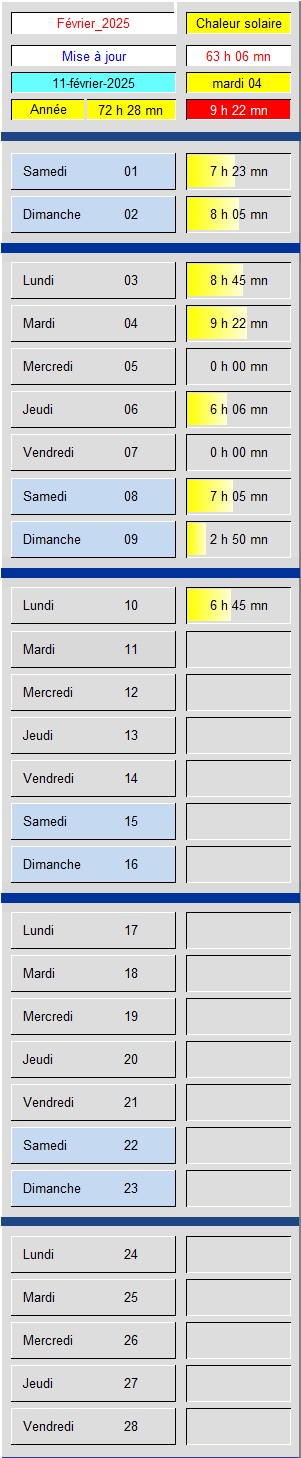 Février_2025 Chaleur solaire
Mise à jour 63 h 06 mn
11-février-2025 mardi 04
Année 72 h 28 mn 9 h 22 mn
Samedi 01 7 h 23 mn
Dimanche 02 8 h 05 mn
Lundi 03 8 h 45 mn
Mardi 04 9 h 22 mn
Mercredi 05 0 h 00 mn
Jeudi 06 6 h 06 mn
Vendredi 07 0 h 00 mn
Samedi 08 7 h 05 mn
Dimanche 09 2 h 50 mn
Lundi 10 6 h 45 mn
Mardi 11
Mercredi 12
Jeudi 13
Vendredi 14
Samedi 15
Dimanche 16
Lundi 17
Mardi 18
Mercredi 19
Jeudi 20
Vendredi 21
Samedi 22
Dimanche 23
Lundi 24
Mardi 25
Mercredi 26
Jeudi 27
Vendredi 28